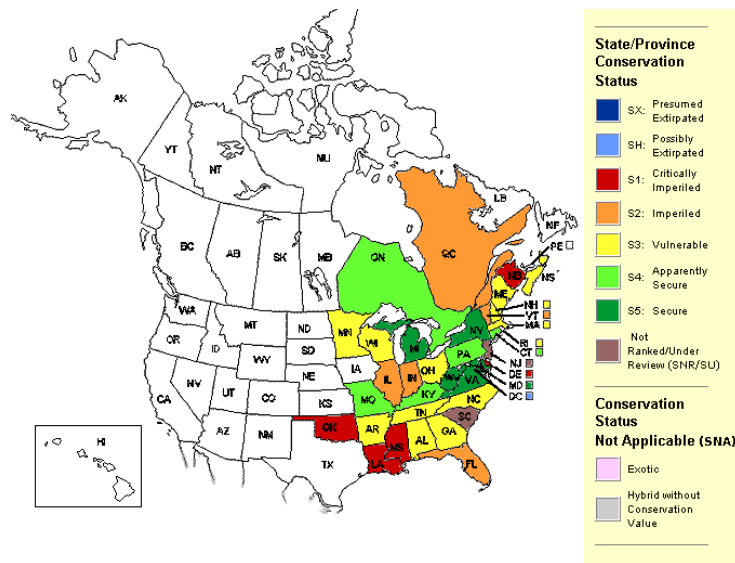 AK
YT
NT
NU
LB
NF
PE
BC
AB
SK
MB
ON
QC
NB
NS
ME
NH
VT
MA
RI
CT
NJ
DE
MD
DC
WA
MT
ND
MN
OR
ID
WY
SD
WI
MI
NY
NE
IA
PA
NV
UT
CO
KS
IL
IN
OH
WV
VA
CA
MO
KY
NC
AZ
NM
OK
AR
TN
SC
TX
LA
MS
AL
GA
FL
HI
State/Province
Conservation
Status
SX: Presumed
Extirpated
SH: Possibly
Extirpated
S1: Critically
Imperiled
S2: Imperiled
S3: Vulnerable
S4: Apparently
Secure
S5: Secure
Not
Ranked/Under
Review (SNR/SU)
Conservation
Status
Not Applicable (SNA)
Exotic
Hybrid without
Conservation
Value